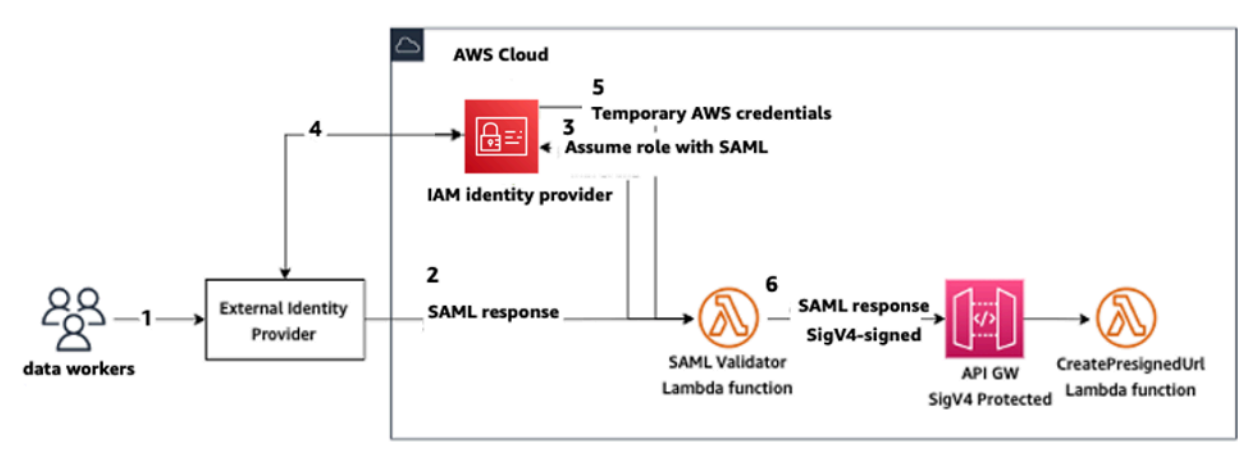 AWS Cloud
5
Temporary AWS credentials
3
Assume role with SAML
4
IAM identity provider
2
SAML response
1
External Identity
Provider
data workers
6
SAML response
SigV4-signed
SAML Validator
Lambda function
API GW
SigV4 Protected
CreatePresignedUrl
Lambda function